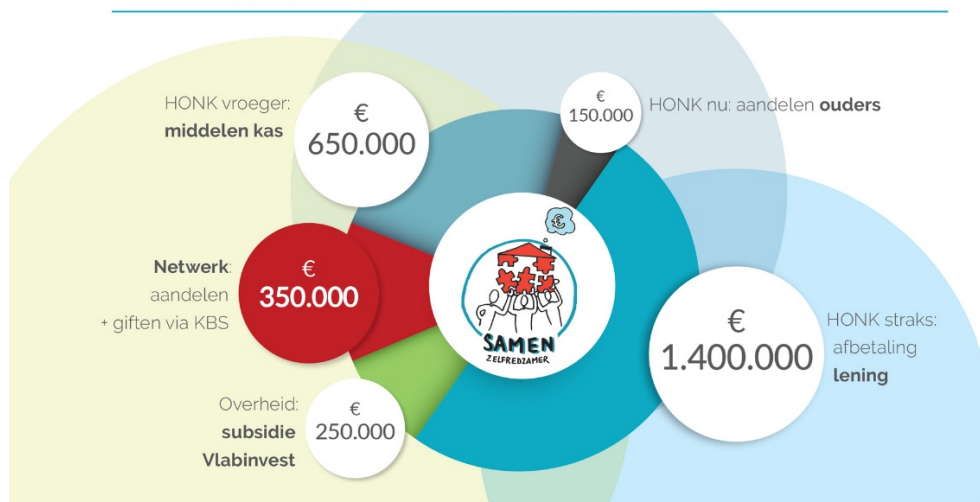 HONK vroeger:
middelen kas
€
650.000
€
150.000
HONK nu: aandelen ouders
Netwerk:
aandelen
+ giften via KBS
€
350.000
€
SAMEN
ZELFREDZAMER
€
1.400.000
HONK straks:
afbetaling
lening
Overheid:
subsidie
Vlabinvest
€
250.000